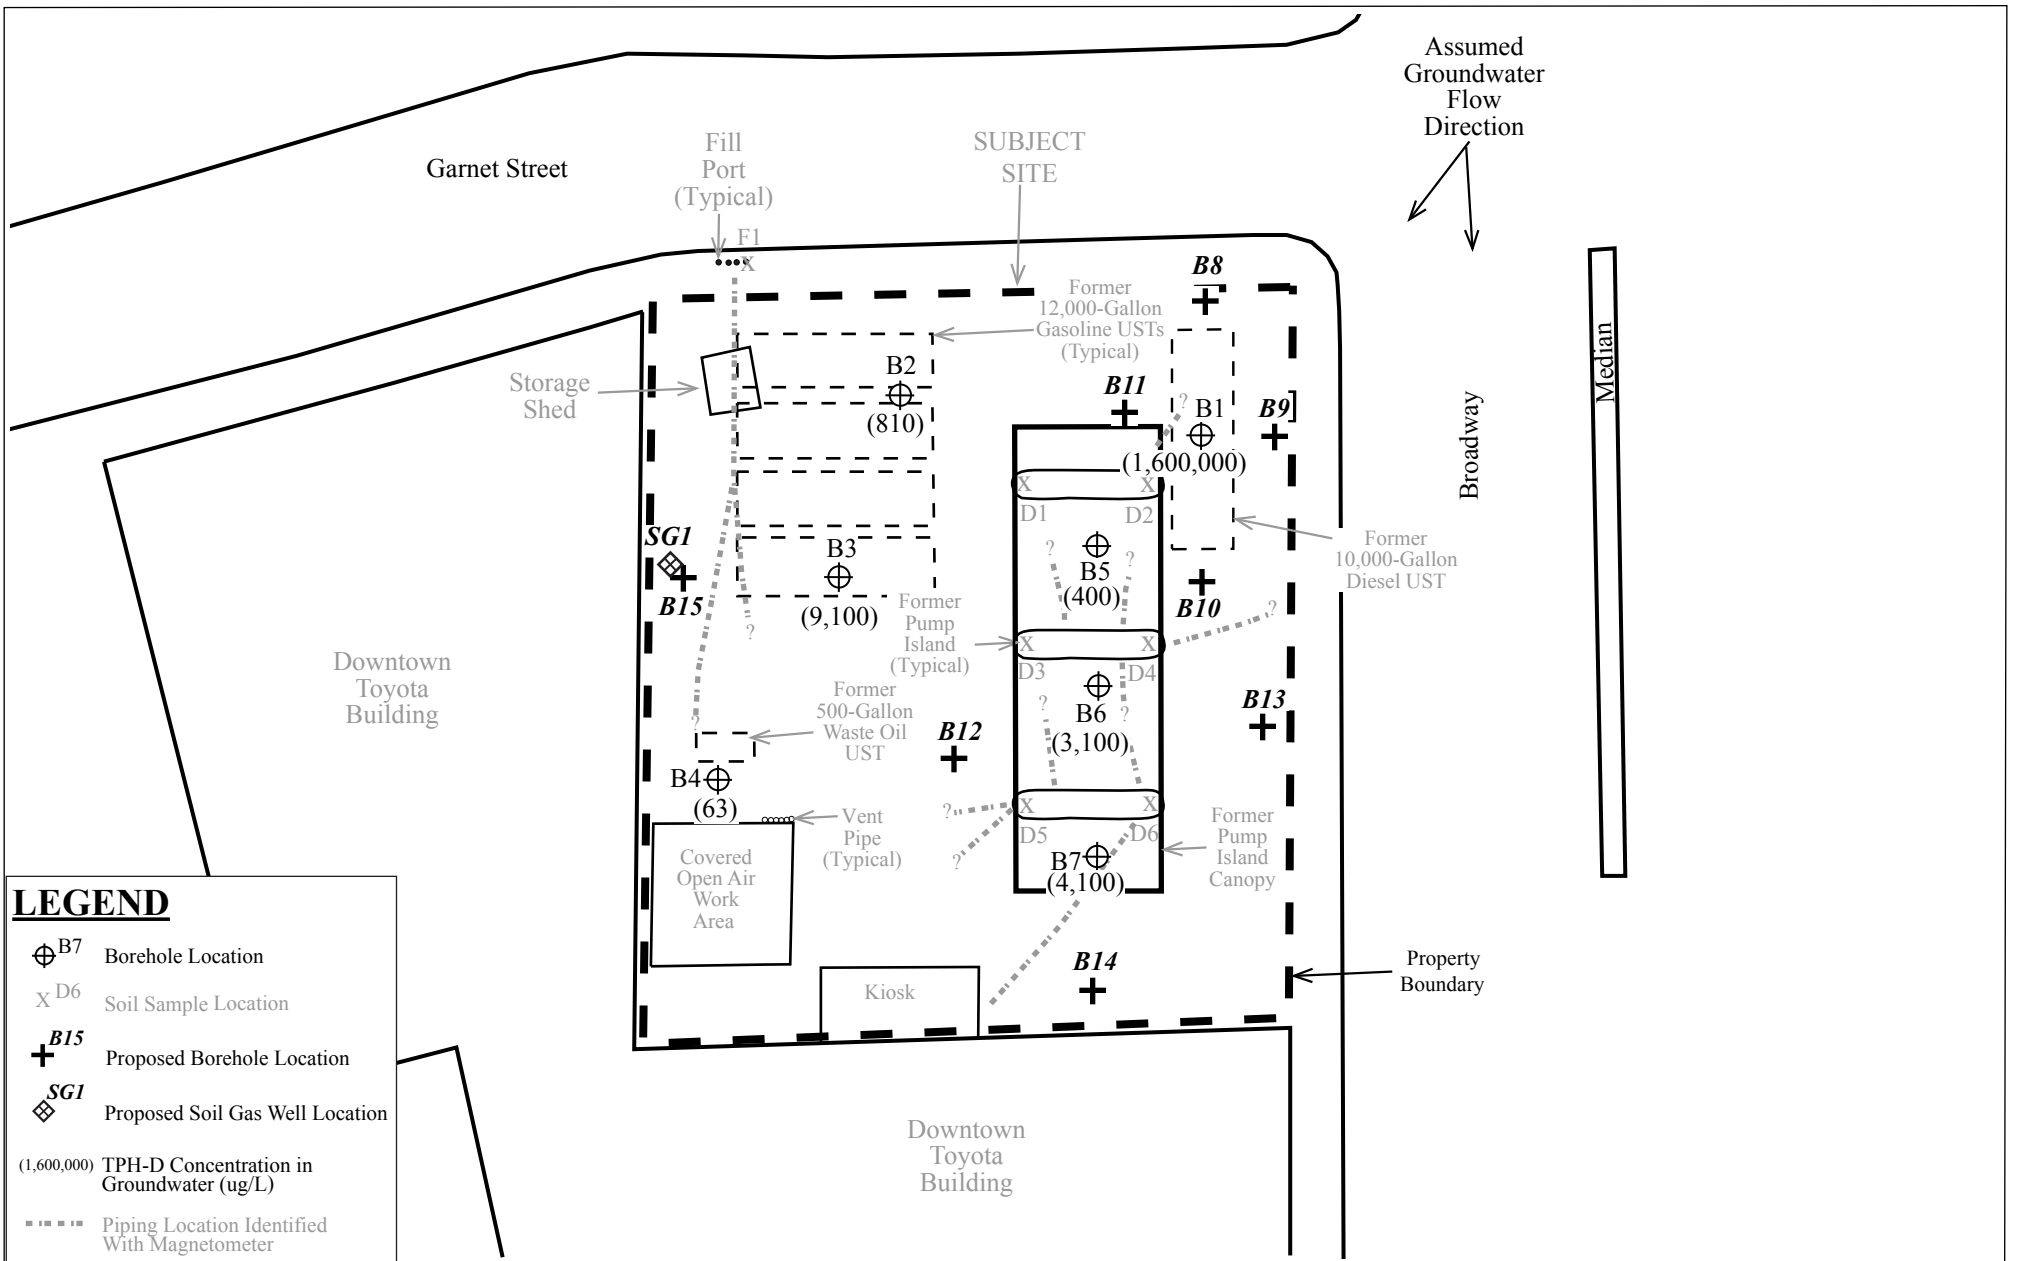 Assumed
Groundwater
Flow
Direction
Garnet Street
Fill
Port
(Typical)
SUBJECT
SITE
F1
X
B8
Former
12,000-Gallon
Gasoline USTs
(Typical)
Storage
Shed
B2
(810)
B11
?
B1
(1,600,000)
B9
Median
Broadway
X
X
D1
D2
SG1
B15
B3
(9,100)
?
?
B5
(400)
?
B10
Former
10,000-Gallon
Diesel UST
?
Former
Pump
Island
(Typical)
X
X
D3
D4
Downtown
Toyota
Building
Former
500-Gallon
Waste Oil
UST
?
B12
?
B6
(3,100)
?
B13
B4
(63)
Vent
Pipe
(Typical)
?
?
X
X
D5
D6
Former
Pump
Island
Canopy
B7
(4,100)
Covered
Open Air
Work
Area
Kiosk
B14
Property
Boundary
Downtown
Toyota
Building
LEGEND
B7 Borehole Location
X D6 Soil Sample Location
B15
Proposed Borehole Location
SG1
Proposed Soil Gas Well Location
(1,600,000) TPH-D Concentration in
Groundwater (ug/L)
Piping Location Identified
With Magnetometer